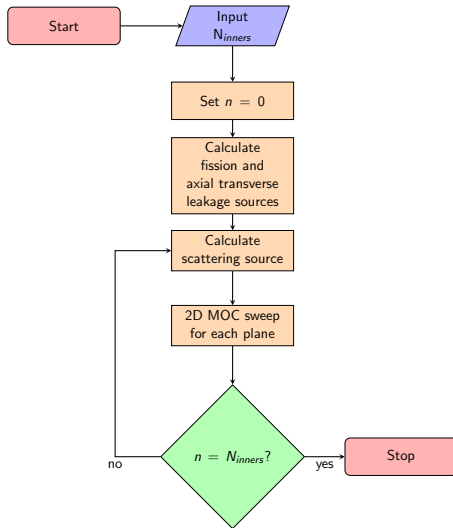 Start
Input
N_inners
Set n = 0
Calculate
fission and
axial transverse
leakage sources
Calculate
scattering source
2D MOC sweep
for each plane
n = N_inners?
no
yes
Stop